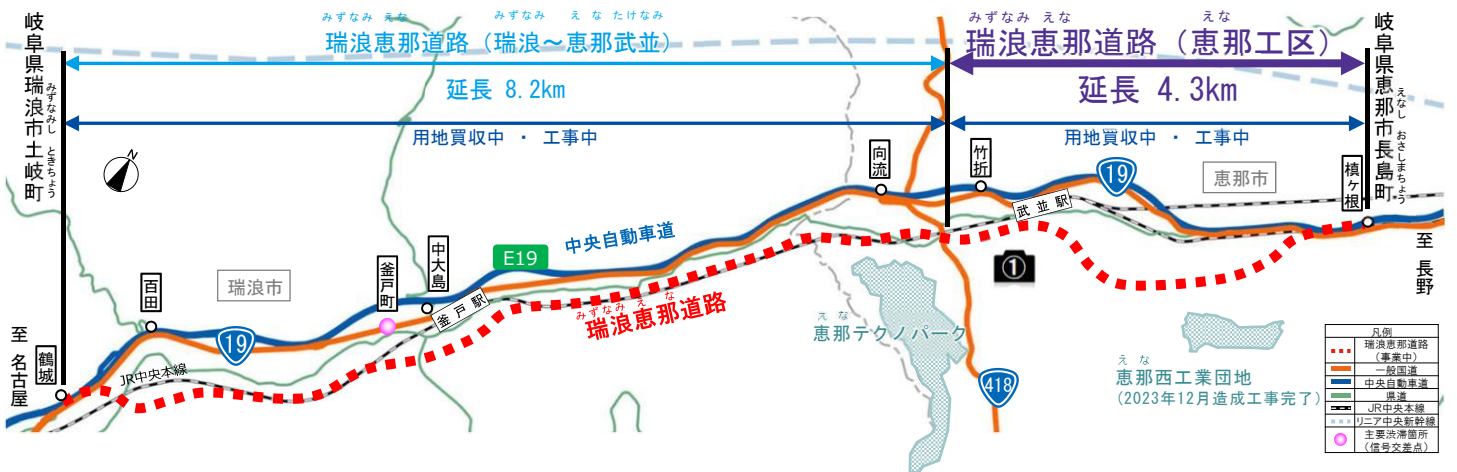 みずなみ えな
みずなみ えな たけなみ
瑞浪恵那道路（瑞浪～恵那武並）
延長 8.2km
用地買収中 ・ 工事中
みずなみ えな
えな
瑞浪恵那道路（恵那工区）
延長 4.3km
用地買収中 ・ 工事中
岐阜県瑞浪市土岐町
みずなみし ときちょう
岐阜県恵那市長島町
えなし おさしまちょう
N
向流
竹折
19
恵那市
槙ヶ根
武並駅
至 長野
中央自動車道
E19
①
中大島
釜戸町
釜戸駅
瑞浪市
百田
19
みずなみ えな
瑞浪恵那道路
えな
恵那テクノパーク
至 名古屋
鶴城
JR中央本線
418
えな
恵那西工業団地
(2023年12月造成工事完了)
凡例
瑞浪恵那道路
（事業中）
一般国道
中央自動車道
県道
JR中央本線
リニア中央新幹線
主要渋滞箇所
（信号交差点）